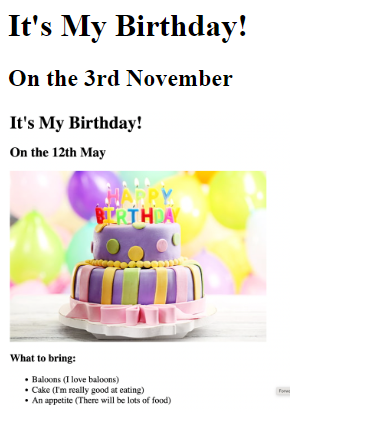 It's My Birthday!
On the 3rd November
It's My Birthday!
On the 12th May
HAPPY
BIRTHDAY
What to bring:
Baloons (I love baloons)
Cake (I'm really good at eating)
An appetite (There will be lots of food)